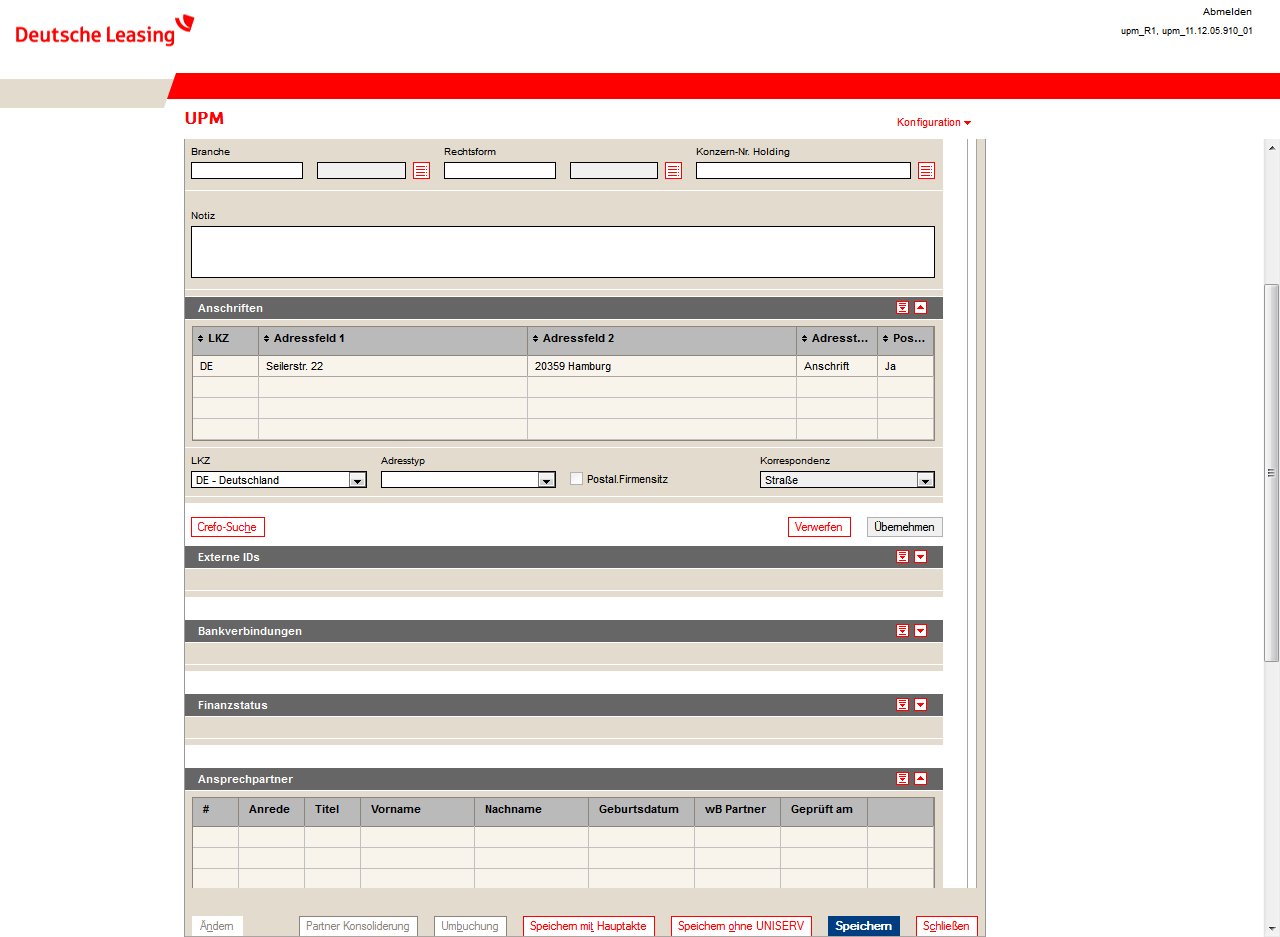 Deutsche Leasing
Abmelden
upm_R1, upm_11.12.05.910_01
UPM
Konfiguration
Branche Rechtsform Konzern-Nr. Holding
Notiz
Anschriften
LKZ Adressfeld 1 Adressfeld 2 Adresst... Pos...
DE Seilerstr. 22 20359 Hamburg Anschrift Ja
LKZ Adresstyp Korrespondenz
DE - Deutschland Postal.Firmensitz Straße
Crefo-Suche Verwerfen Übernehmen
Externe IDs
Bankverbindungen
Finanzstatus
Ansprechpartner
# Anrede Titel Vorname Nachname Geburtsdatum wB Partner Geprüft am
Ändern Partner Konsolidierung Umbuchung Speichern mit Hauptakte Speichern ohne UNISERV Speichern Schließen